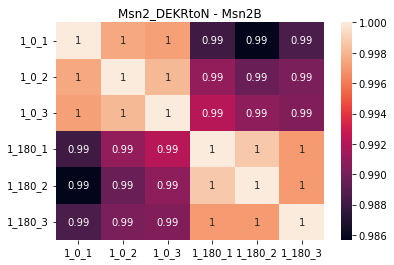 Msn2_DEKRtoN - Msn2B
1_0_1 1 1 1 0.99 0.99 0.99
1_0_2 1 1 1 0.99 0.99 0.99
1_0_3 1 1 1 0.99 0.99 0.99
1_180_1 0.99 0.99 0.99 1 1 1
1_180_2 0.99 0.99 0.99 1 1 1
1_180_3 0.99 0.99 0.99 1 1 1
1_0_1 1_0_2 1_0_3 1_180_1 1_180_2 1_180_3
1.000
0.998
0.996
0.994
0.992
0.990
0.988
0.986